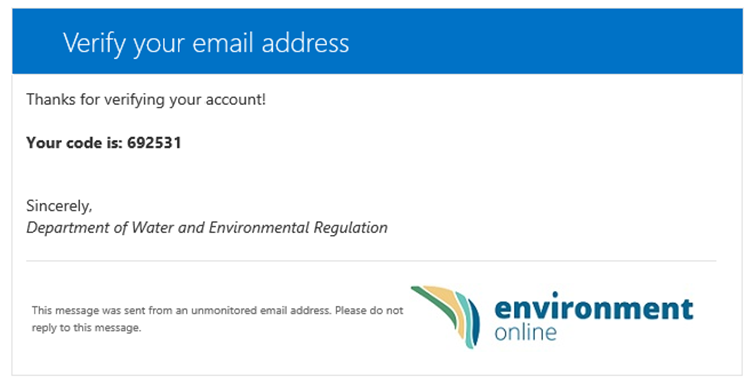 Verify your email address
Thanks for verifying your account!
Your code is: 692531
Sincerely,
Department of Water and Environmental Regulation
This message was sent from an unmonitored email address. Please do not
reply to this message.
environment
online